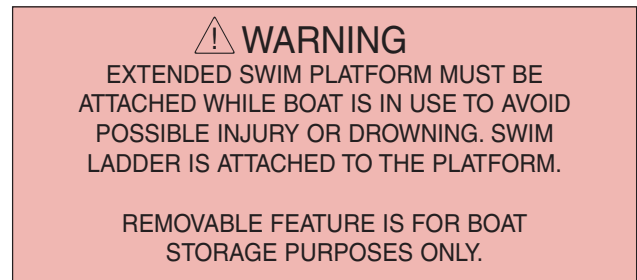 WARNING
EXTENDED SWIM PLATFORM MUST BE
ATTACHED WHILE BOAT IS IN USE TO AVOID
POSSIBLE INJURY OR DROWNING. SWIM
LADDER IS ATTACHED TO THE PLATFORM.
REMOVABLE FEATURE IS FOR BOAT
STORAGE PURPOSES ONLY.